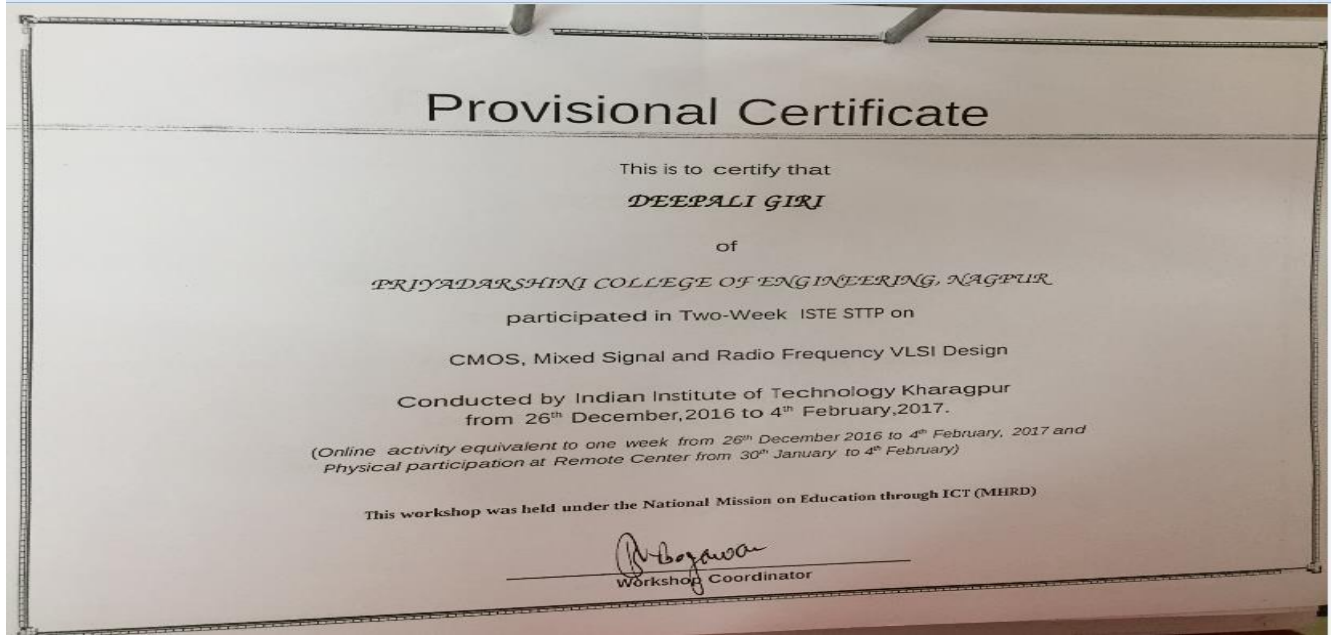 Provisional Certificate
This is to certify that
DEEPALI GIRI
of
PRIYADARSHINI COLLEGE OF ENGINEERING, NAGPUR
participated in Two-Week ISTE STTP on
CMOS, Mixed Signal and Radio Frequency VLSI Design
Conducted by Indian Institute of Technology Kharagpur
from 26th December,2016 to 4th February,2017.
(Online activity equivalent to one week from 26th December 2016 to 4th February, 2017 and
Physical participation at Remote Center from 30th January to 4th February)
This workshop was held under the National Mission on Education through ICT (MHRD)
Workshop Coordinator